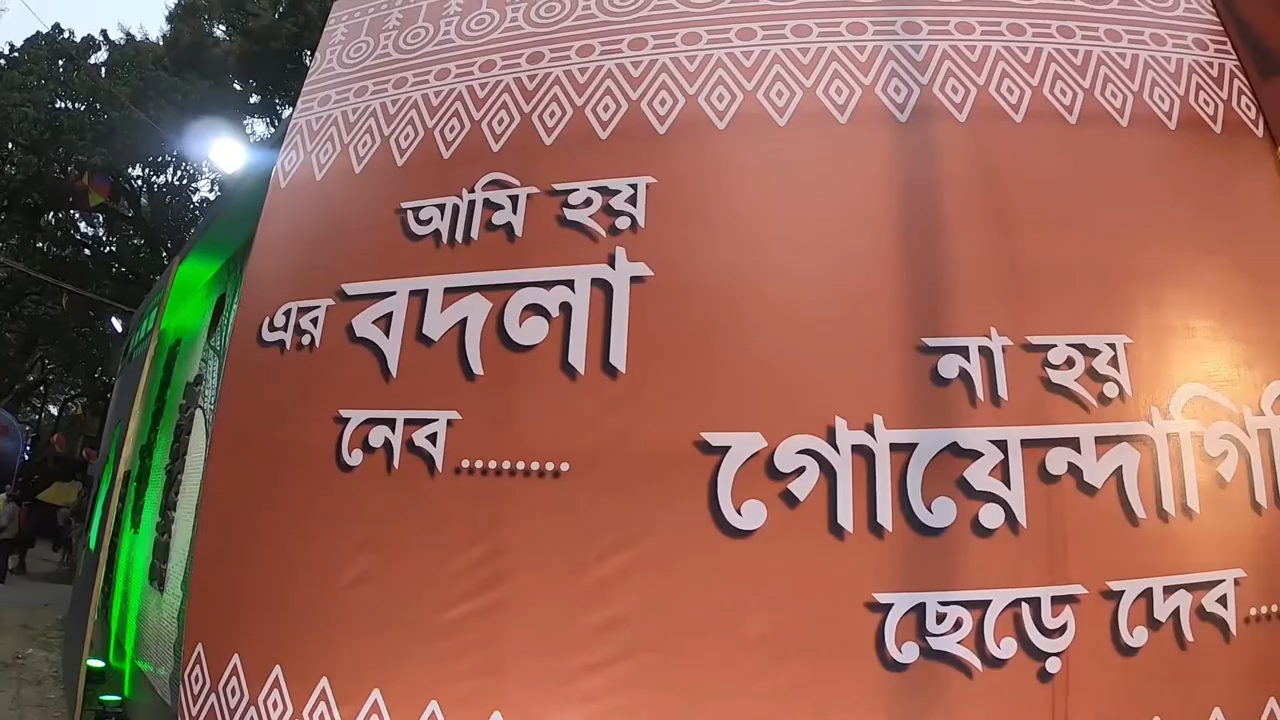 আমি হয়
এর বদলা
নেব ........
না হয়
গোয়েন্দাগি
ছেড়ে দেব ...